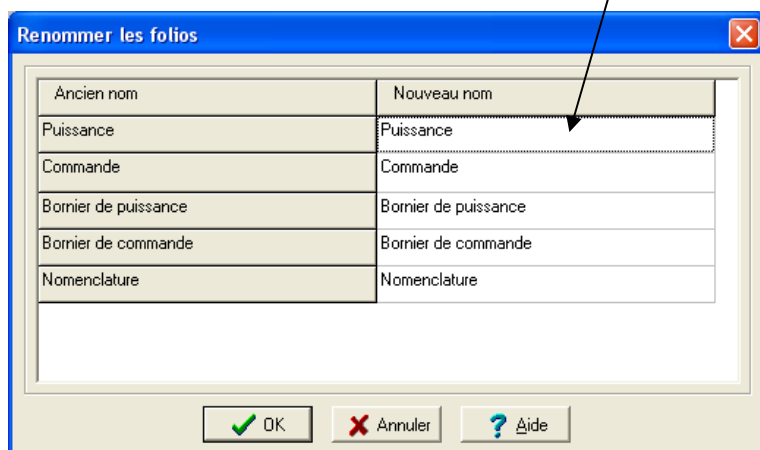 Renommer les folios
Ancien nom Nouveau nom
Puissance Puissance
Commande Commande
Bornier de puissance Bornier de puissance
Bornier de commande Bornier de commande
Nomenclature Nomenclature
OK Annuler Aide